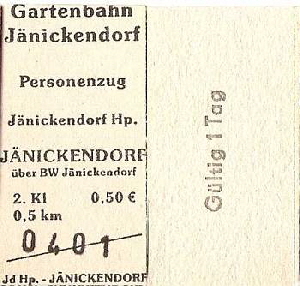 Gartenbahn
Jänickendorf
Personenzug
Jänickendorf Hp.
JÄNICKENDORF
über BW Jänickendorf
2. Kl 0,50 €
0,5 km
0401
Jd Hp. - JÄNICKENDORF
Gültig 1 Tag